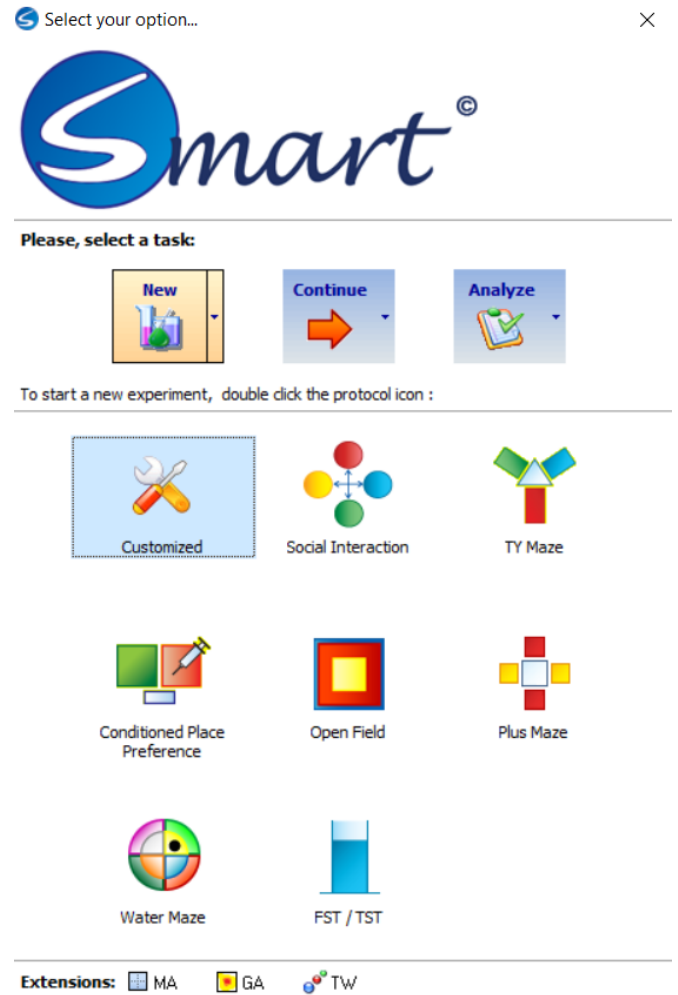 Select your option...
Smart©
Please, select a task:
New Continue Analyze
To start a new experiment, double click the protocol icon :
Customized Social Interaction TY Maze
Conditioned Place Preference Open Field Plus Maze
Water Maze FST / TST
Extensions: MA GA TW